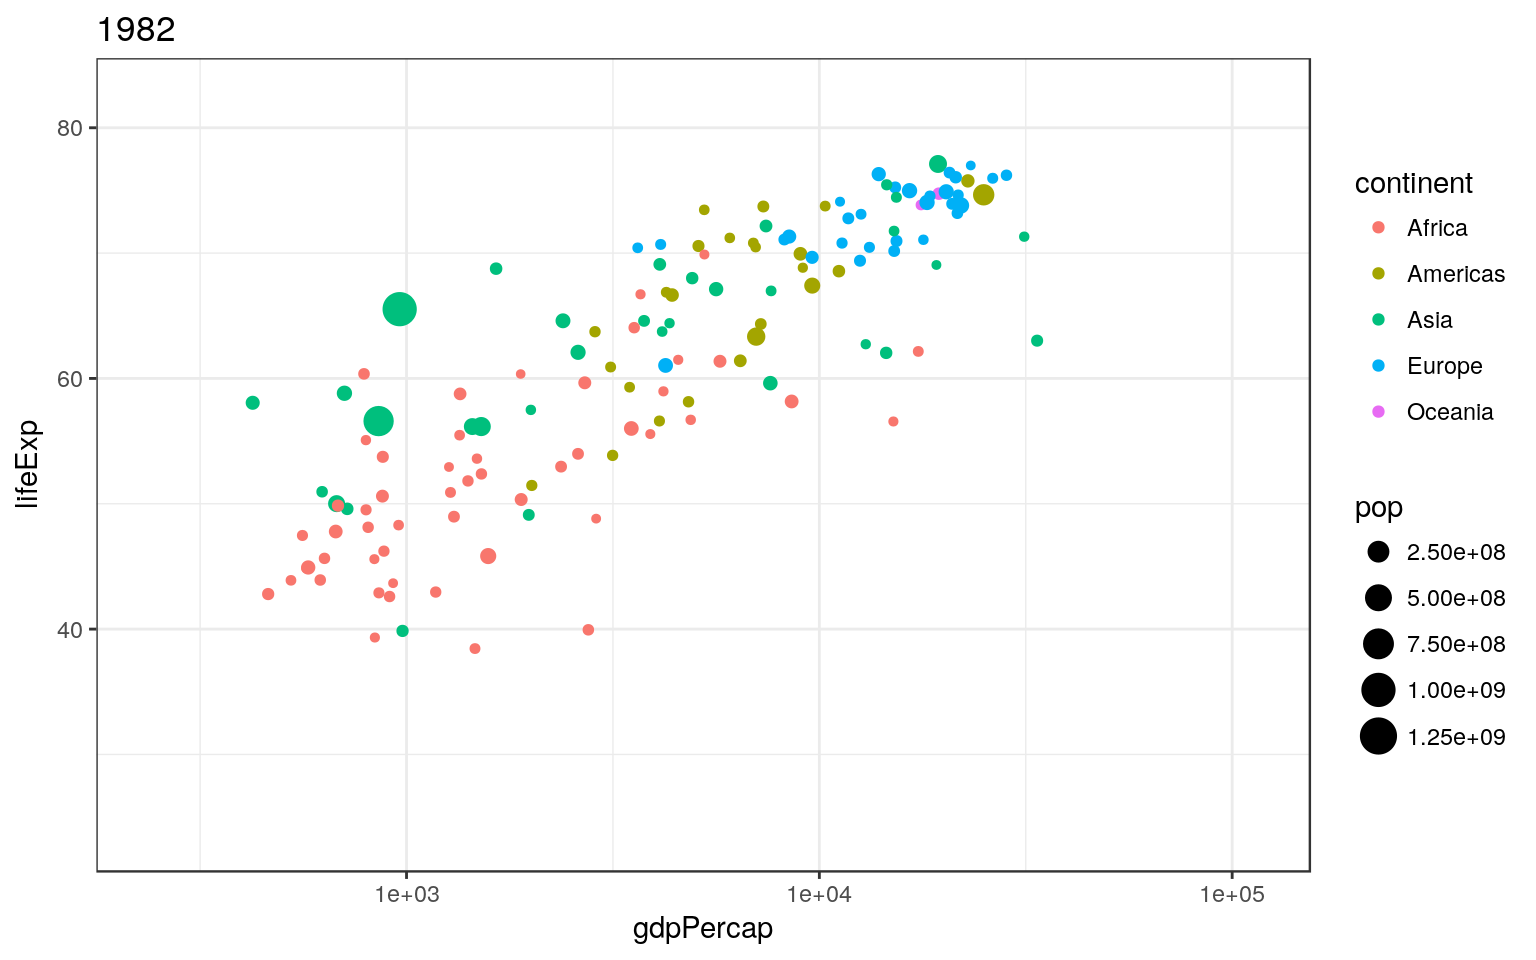 1982
lifeExp
80
60
40
1e+03
1e+04
1e+05
gdpPercap
continent
Africa
Americas
Asia
Europe
Oceania
pop
2.50e+08
5.00e+08
7.50e+08
1.00e+09
1.25e+09